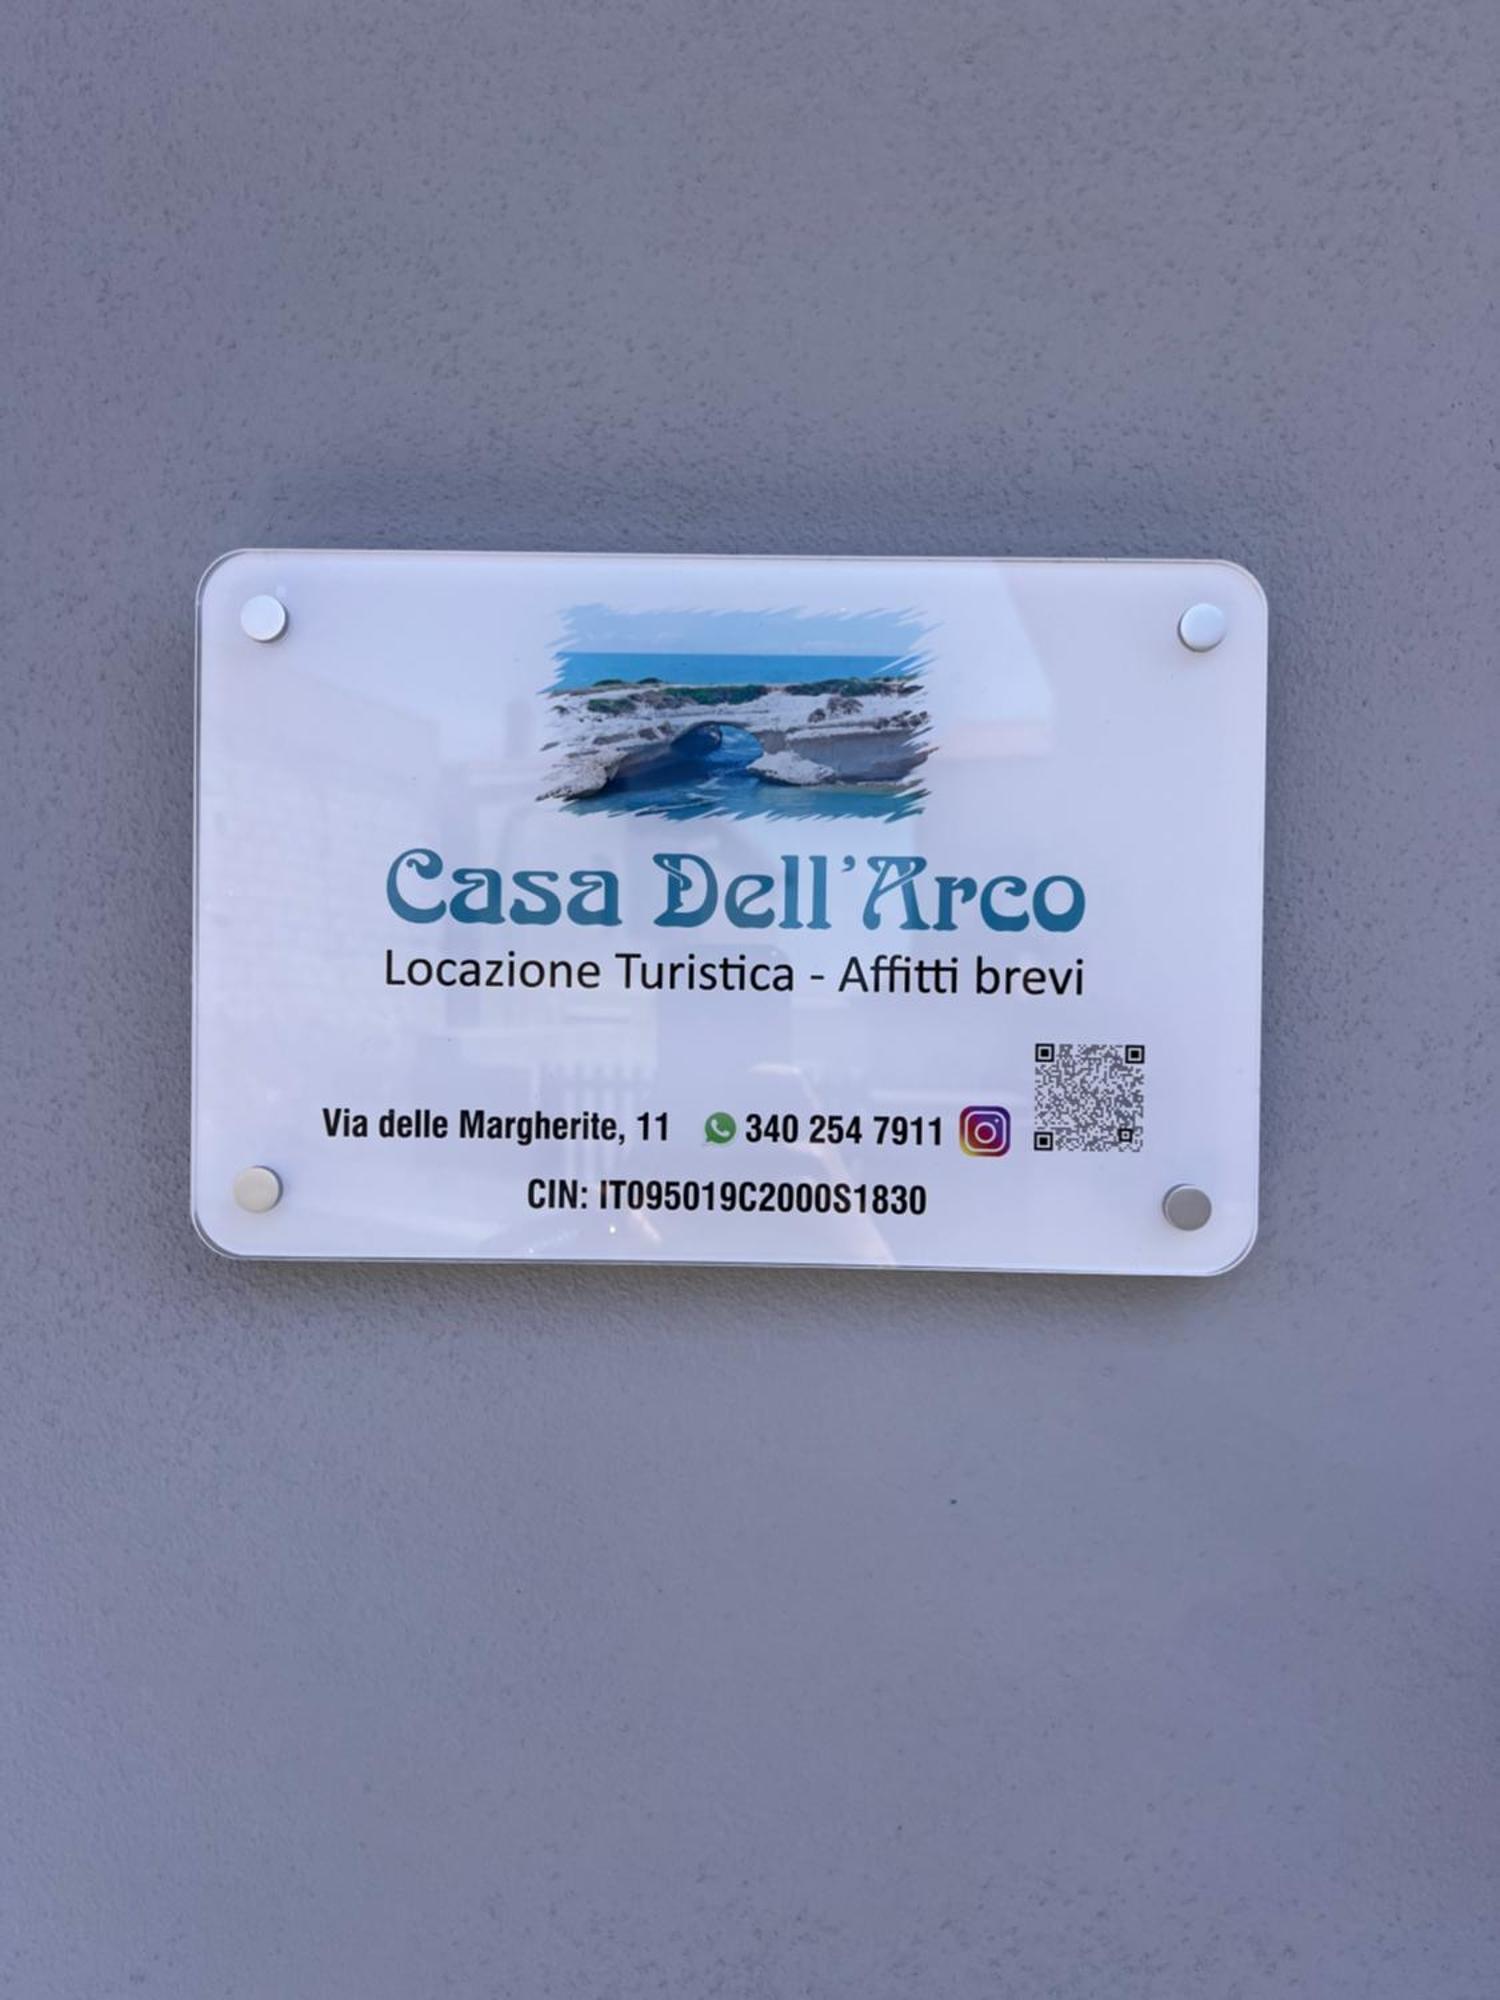 Casa Dell'Arco
Locazione Turistica - Affitti brevi
Via delle Margherite, 11 340 254 7911
CIN: IT095019C2000S1830